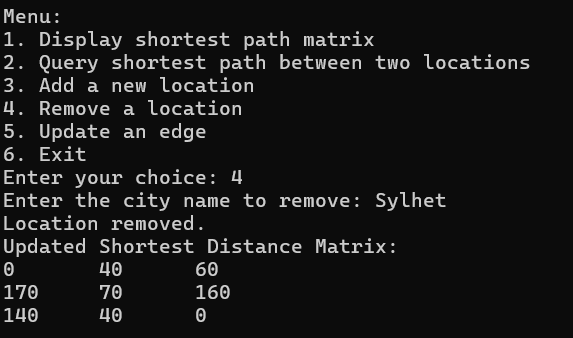 Menu:
1. Display shortest path matrix
2. Query shortest path between two locations
3. Add a new location
4. Remove a location
5. Update an edge
6. Exit
Enter your choice: 4
Enter the city name to remove: Sylhet
Location removed.
Updated Shortest Distance Matrix:
0       40      60
170     70      160
140     40      0